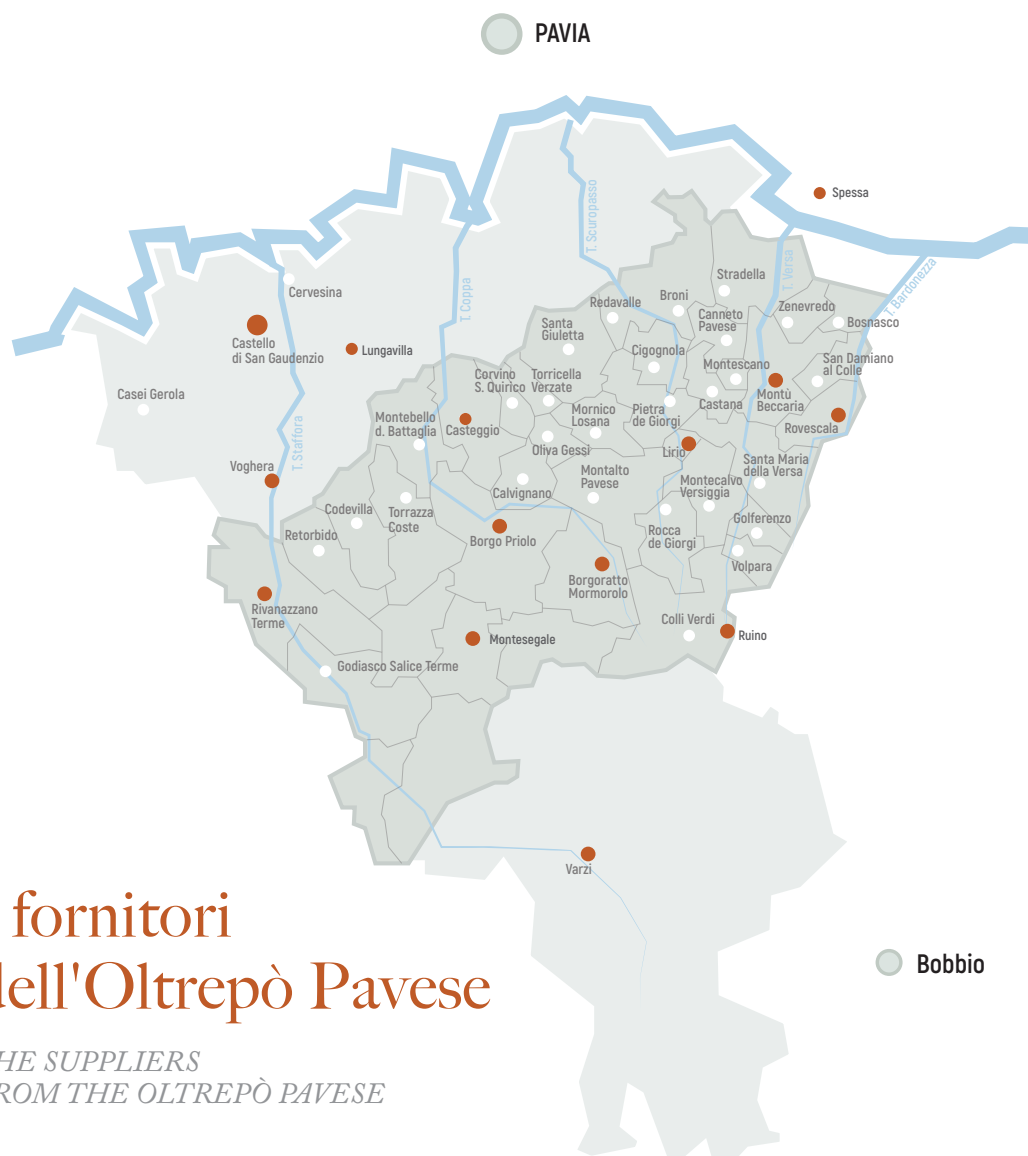 PAVIA
Spessa
T. Scuropasso
T. Versa
T. Bardonezza
T. Coppa
T. Staffora
Cervesina
Stradella
Redavalle
Broni
Zenevredo
Canneto
Pavese
Bosnasco
Santa
Giuletta
Castello
di San Gaudenzio
Lungavilla
Cigognola
Montescano
San Damiano
al Colle
Casei Gerola
Corvino
S. Quirico
Torricella
Verzate
Montù
Beccaria
Castana
Montebello
d. Battaglia
Casteggio
Mornico
Losana
Pietra
de Giorgi
Rovescala
Oliva Gessi
Lirio
Voghera
Santa Maria
della Versa
Calvignano
Montalto
Pavese
Montecalvo
Versiggia
Codevilla
Torrazza
Coste
Golferenzo
Retorbido
Borgo Priolo
Rocca
de Giorgi
Volpara
Borgoratto
Mormorolo
Rivanazzano
Terme
Colli Verdi
Ruino
Montesegale
Godiasco Salice Terme
Varzi
fornitori
dell'Oltrepò Pavese
HE SUPPLIERS
ROM THE OLTREPÒ PAVESE
Bobbio